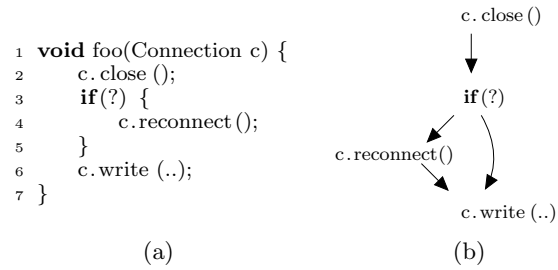 1 void foo(Connection c) {
2 c.close ();
3 if(?) {
4 c.reconnect();
5 }
6 c.write (..);
7 }
(a)
c.close ()
if(?)
c.reconnect()
c.write (..)
(b)